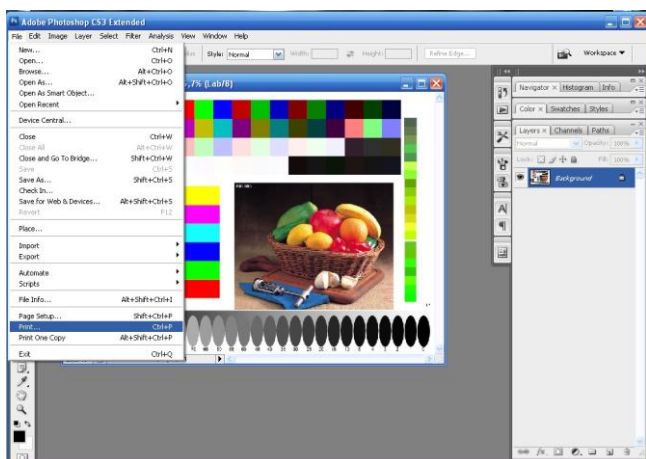 Adobe Photoshop CS3 Extended
File Edit Image Layer Select Filter Analysis View Window Help
Style: Normal Width: Height: Refine Edge... Workspace ▼
New... Ctrl+N
Open... Ctrl+O
Browse... Alt+Ctrl+O
Open As... Alt+Shift+Ctrl+O
Open As Smart Object...
Open Recent
Device Central...
Close Ctrl+W
Close All Alt+Ctrl+W
Close and Go To Bridge... Shift+Ctrl+W
Save Ctrl+S
Save As... Shift+Ctrl+S
Check In...
Save for Web & Devices... Alt+Shift+Ctrl+S
Revert F12
Place...
Import
Export
Automate
Scripts
File Info... Alt+Shift+Ctrl+I
Page Setup... Shift+Ctrl+P
Print... Ctrl+P
Print One Copy Alt+Shift+Ctrl+P
Exit Ctrl+Q
,7% (Lab/8)
Navigator × Histogram Info
Color × Swatches Styles
Layers × Channels Paths
Normal Opacity: 100%
Lock: Fill: 100%
Background